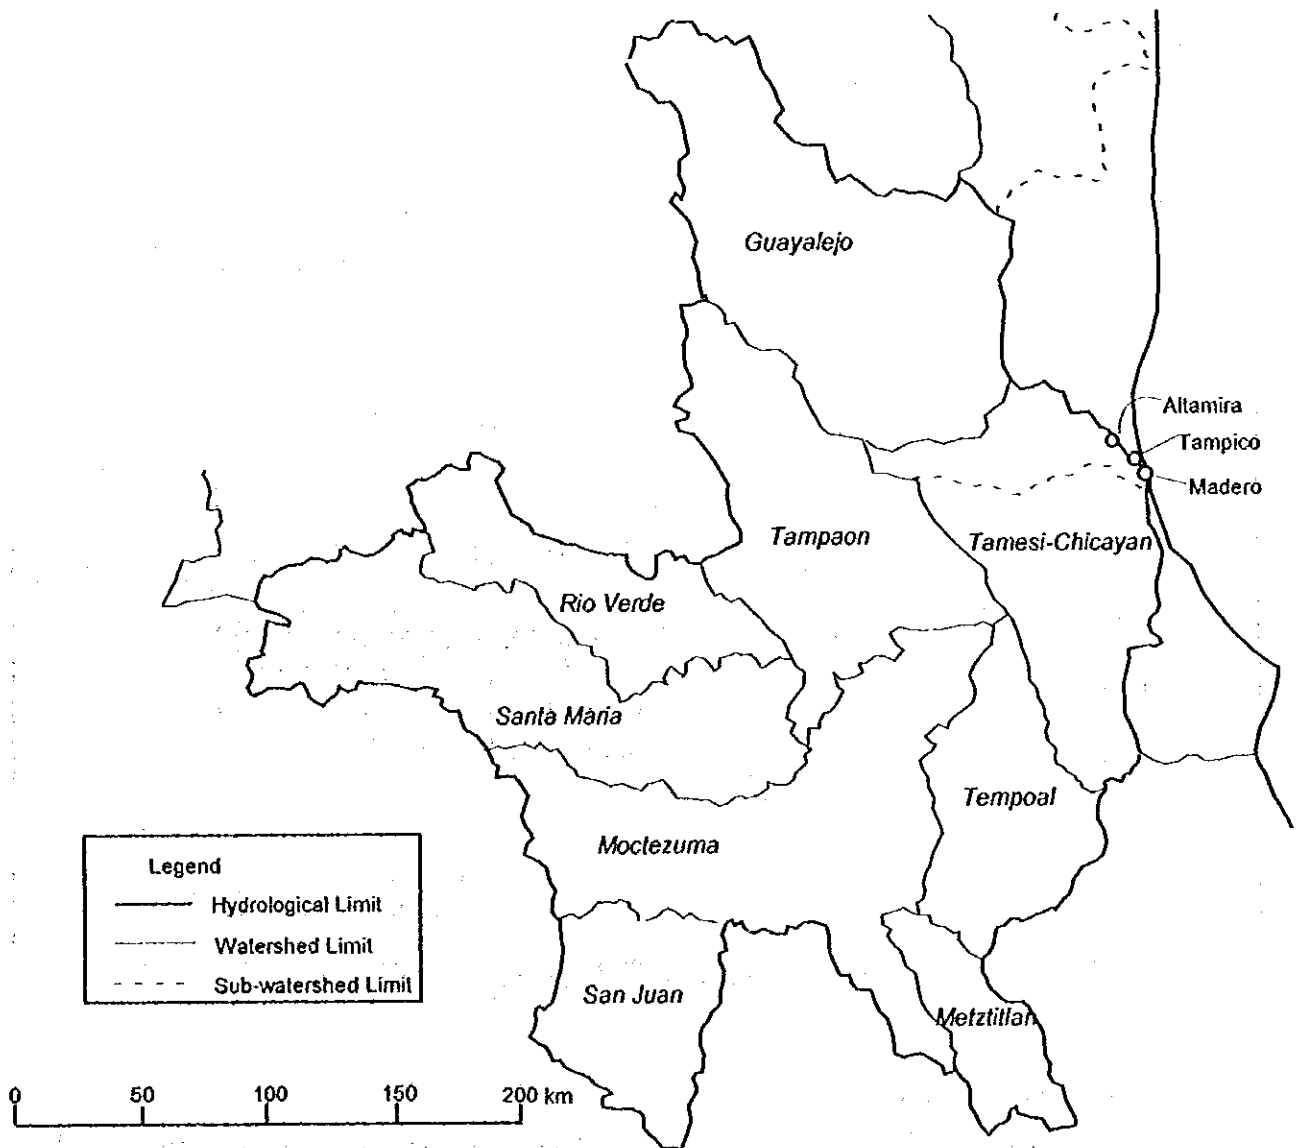 Guayalejo
Altamira
Tampico
Madero
Tampaon
Tamesi-Chicayan
Rio Verde
Santa Maria
Tempoal
Moctezuma
Legend
Hydrological Limit
Watershed Limit
Sub-watershed Limit
San Juan
Metztitlan
0 50 100 150 200 km